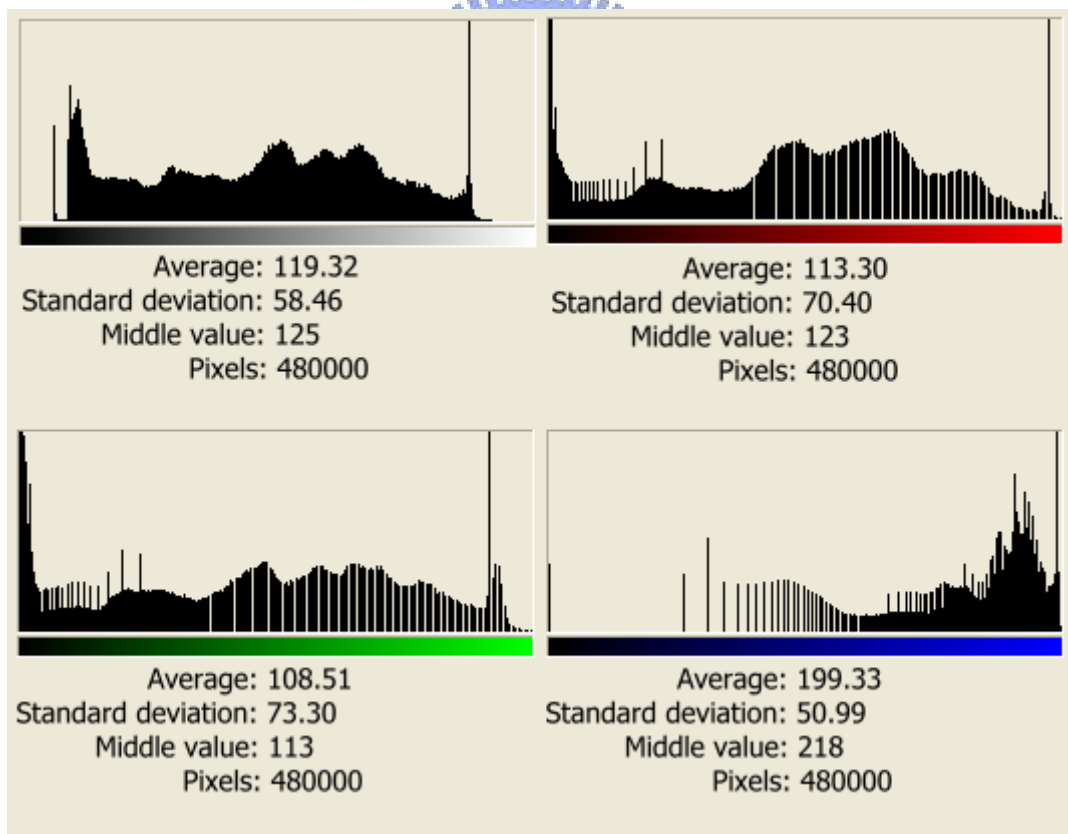 Average: 119.32
Standard deviation: 58.46
Middle value: 125
Pixels: 480000
Average: 113.30
Standard deviation: 70.40
Middle value: 123
Pixels: 480000
Average: 108.51
Standard deviation: 73.30
Middle value: 113
Pixels: 480000
Average: 199.33
Standard deviation: 50.99
Middle value: 218
Pixels: 480000